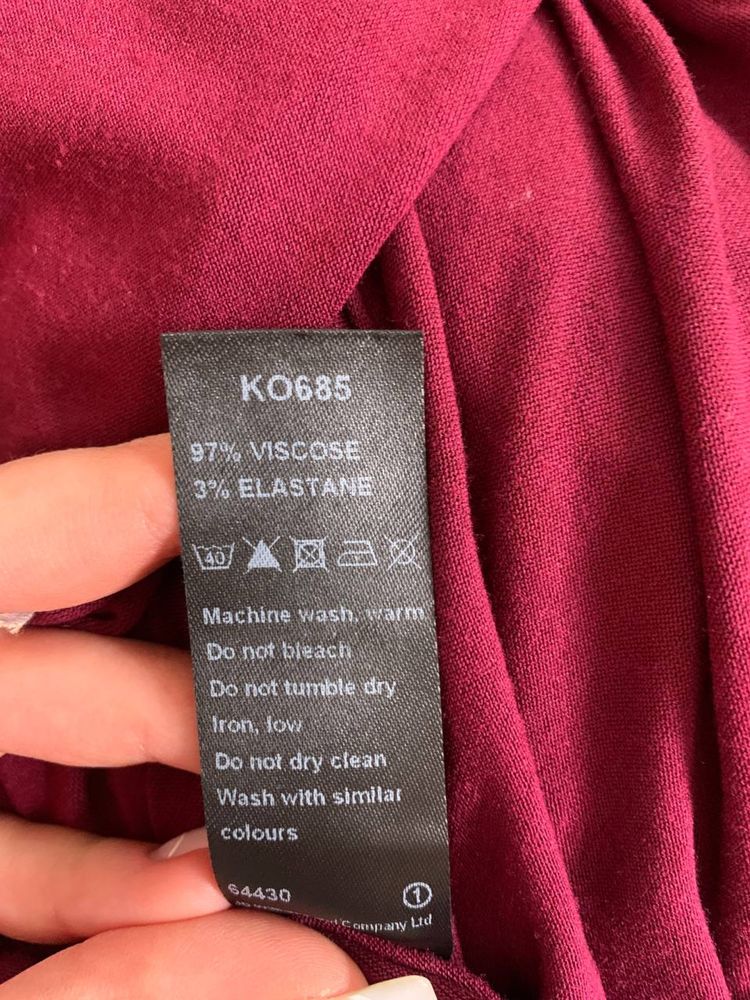 KO685
97% VISCOSE
3% ELASTANE
40
Machine wash, warm
Do not bleach
Do not tumble dry
Iron, low
Do not dry clean
Wash with similar
colours
64430
1
Company Ltd